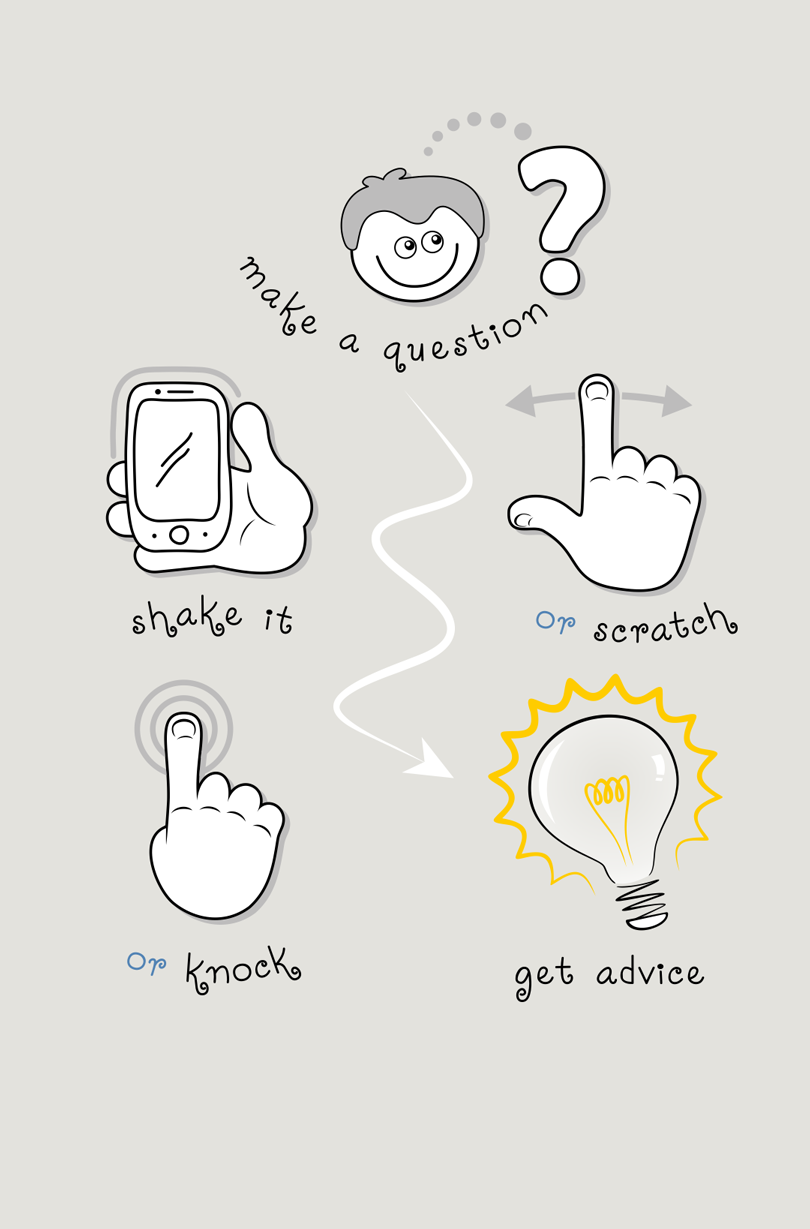 make a question
shake it
or scratch
or knock
get advice